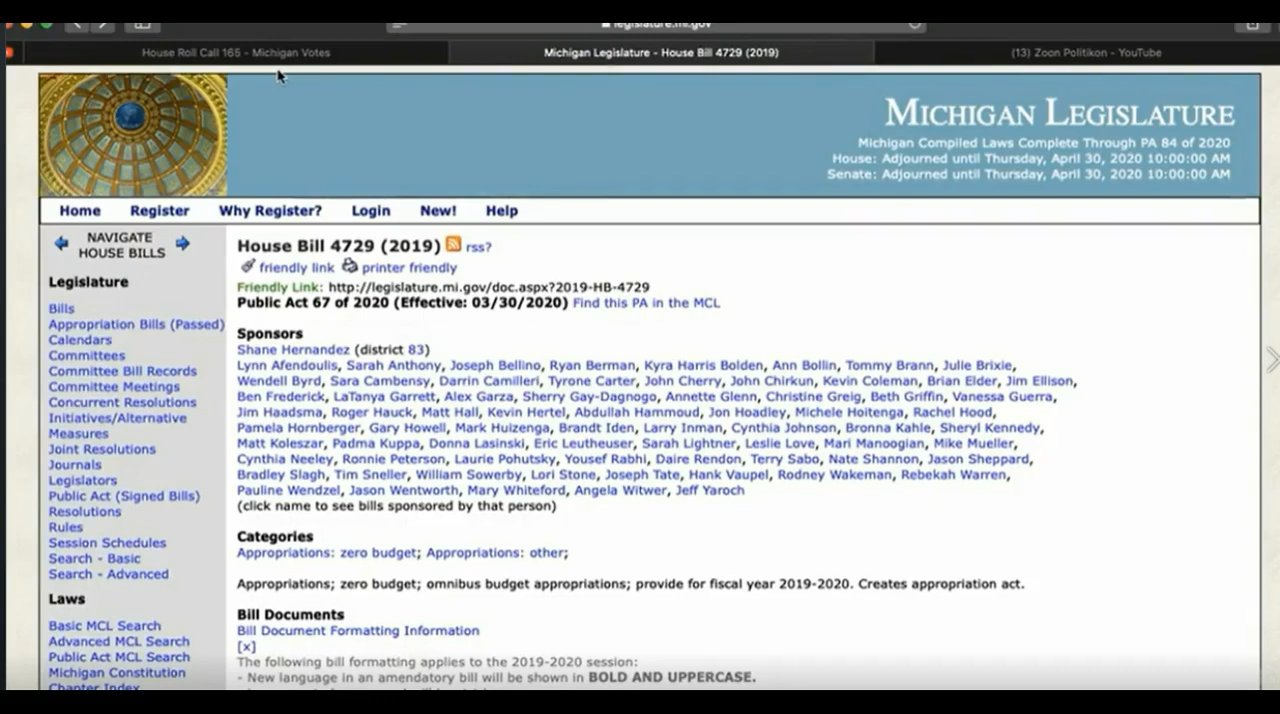 legislature.mi.gov
House Roll Call 165 - Michigan Votes
Michigan Legislature - House Bill 4729 (2019)
(13) Zoon Politikon - YouTube
MICHIGAN LEGISLATURE
Michigan Compiled Laws Complete Through PA 84 of 2020
House: Adjourned until Thursday, April 30, 2020 10:00:00 AM
Senate: Adjourned until Thursday, April 30, 2020 10:00:00 AM
Home Register Why Register? Login New! Help
NAVIGATE
HOUSE BILLS
Legislature
Bills
Appropriation Bills (Passed)
Calendars
Committees
Committee Bill Records
Committee Meetings
Concurrent Resolutions
Initiatives/Alternative
Measures
Joint Resolutions
Journals
Legislators
Public Act (Signed Bills)
Resolutions
Rules
Session Schedules
Search - Basic
Search - Advanced
Laws
Basic MCL Search
Advanced MCL Search
Public Act MCL Search
Michigan Constitution
Chapter Index
House Bill 4729 (2019) rss?
friendly link printer friendly
Friendly Link: http://legislature.mi.gov/doc.aspx?2019-HB-4729
Public Act 67 of 2020 (Effective: 03/30/2020) Find this PA in the MCL
Sponsors
Shane Hernandez (district 83)
Lynn Afendoulis, Sarah Anthony, Joseph Bellino, Ryan Berman, Kyra Harris Bolden, Ann Bollin, Tommy Brann, Julie Brixie,
Wendell Byrd, Sara Cambensy, Darrin Camilleri, Tyrone Carter, John Cherry, John Chirkun, Kevin Coleman, Brian Elder, Jim Ellison,
Ben Frederick, LaTanya Garrett, Alex Garza, Sherry Gay-Dagnogo, Annette Glenn, Christine Greig, Beth Griffin, Vanessa Guerra,
Jim Haadsma, Roger Hauck, Matt Hall, Kevin Hertel, Abdullah Hammoud, Jon Hoadley, Michele Hoitenga, Rachel Hood,
Pamela Hornberger, Gary Howell, Mark Huizenga, Brandt Iden, Larry Inman, Cynthia Johnson, Bronna Kahle, Sheryl Kennedy,
Matt Koleszar, Padma Kuppa, Donna Lasinski, Eric Leutheuser, Sarah Lightner, Leslie Love, Mari Manoogian, Mike Mueller,
Cynthia Neeley, Ronnie Peterson, Laurie Pohutsky, Yousef Rabhi, Daire Rendon, Terry Sabo, Nate Shannon, Jason Sheppard,
Bradley Slagh, Tim Sneller, William Sowerby, Lori Stone, Joseph Tate, Hank Vaupel, Rodney Wakeman, Rebekah Warren,
Pauline Wendzel, Jason Wentworth, Mary Whiteford, Angela Witwer, Jeff Yaroch
(click name to see bills sponsored by that person)
Categories
Appropriations: zero budget; Appropriations: other;
Appropriations; zero budget; omnibus budget appropriations; provide for fiscal year 2019-2020. Creates appropriation act.
Bill Documents
Bill Document Formatting Information
[x]
The following bill formatting applies to the 2019-2020 session:
- New language in an amendatory bill will be shown in BOLD AND UPPERCASE.